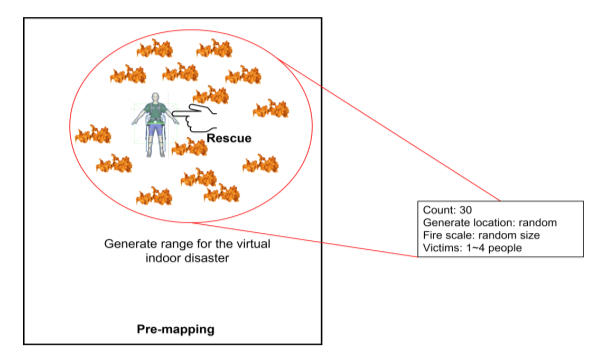 Rescue
Generate range for the virtual
indoor disaster
Pre-mapping
Count: 30
Generate location: random
Fire scale: random size
Victims: 1~4 people